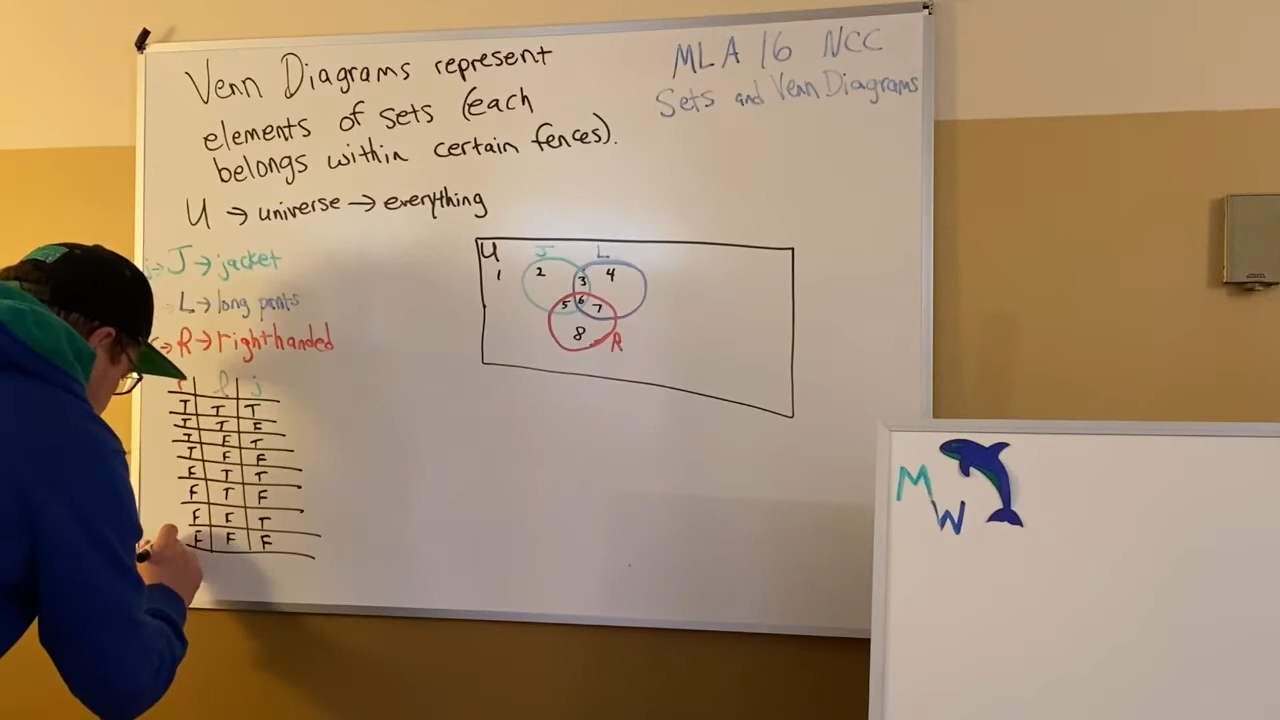 Venn Diagrams represent
elements of sets (each
belongs within certain fences).
MLA 16 NCC
Sets and Venn Diagrams
U → universe → everything
J → jacket
L → long pants
R → righthanded
l j
T T T
T T F
T F T
T F F
F T T
F T F
F F T
F F F
U J L
1 2 3 4
5 6 7
8 R
M
W